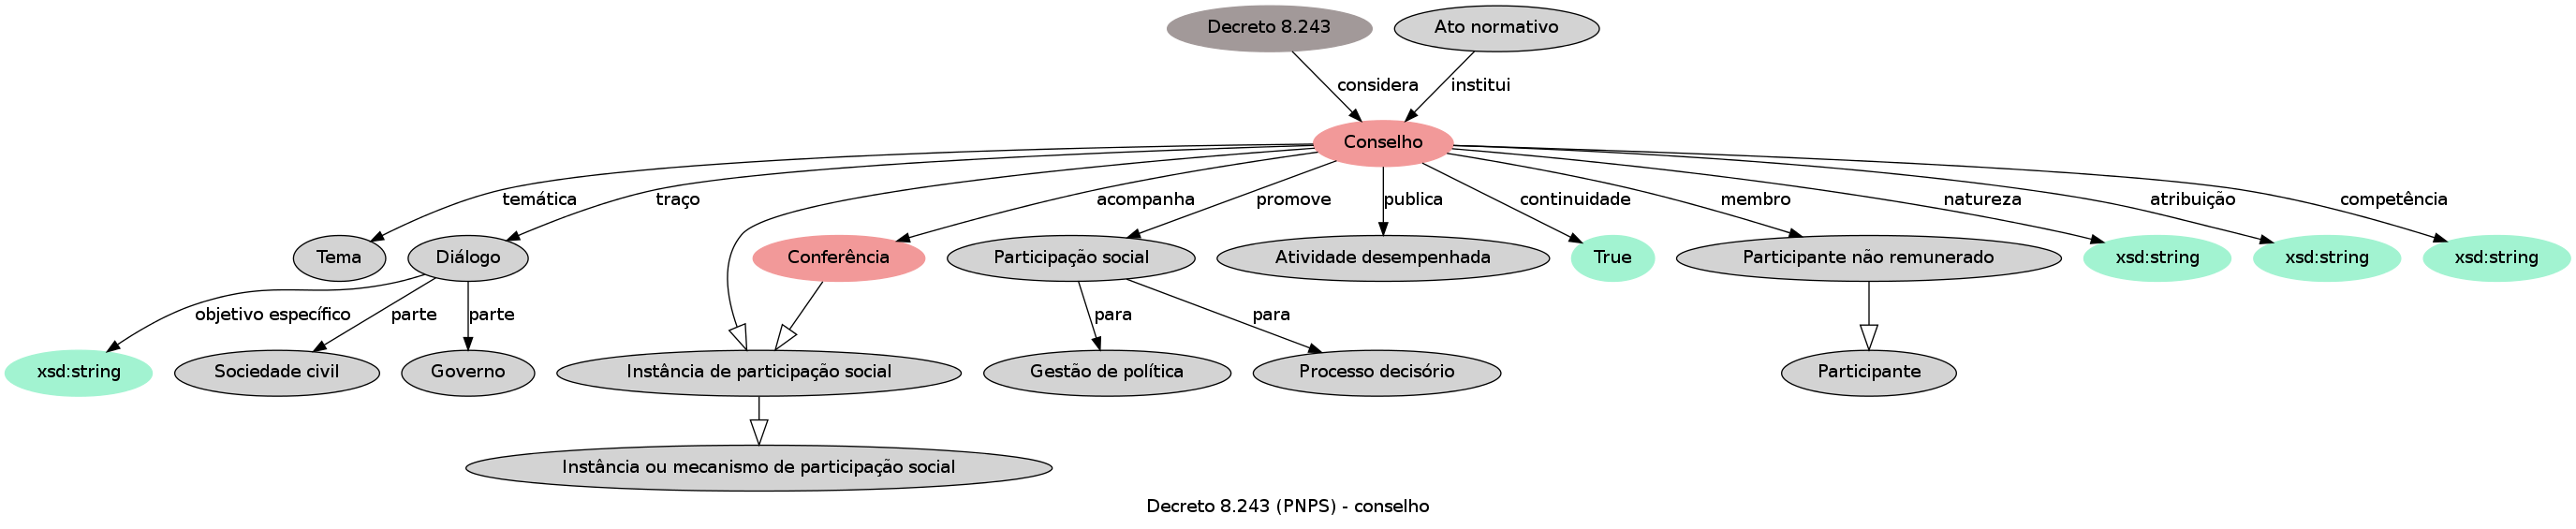 Decreto 8.243
Ato normativo
considera
institui
Conselho
temática
traço
acompanha
promove
publica
continuidade
membro
natureza
atribuição
competência
Tema
Diálogo
Conferência
Participação social
Atividade desempenhada
True
Participante não remunerado
xsd:string
xsd:string
xsd:string
objetivo específico
parte
parte
para
para
xsd:string
Sociedade civil
Governo
Instância de participação social
Gestão de política
Processo decisório
Participante
Instância ou mecanismo de participação social
Decreto 8.243 (PNPS) - conselho